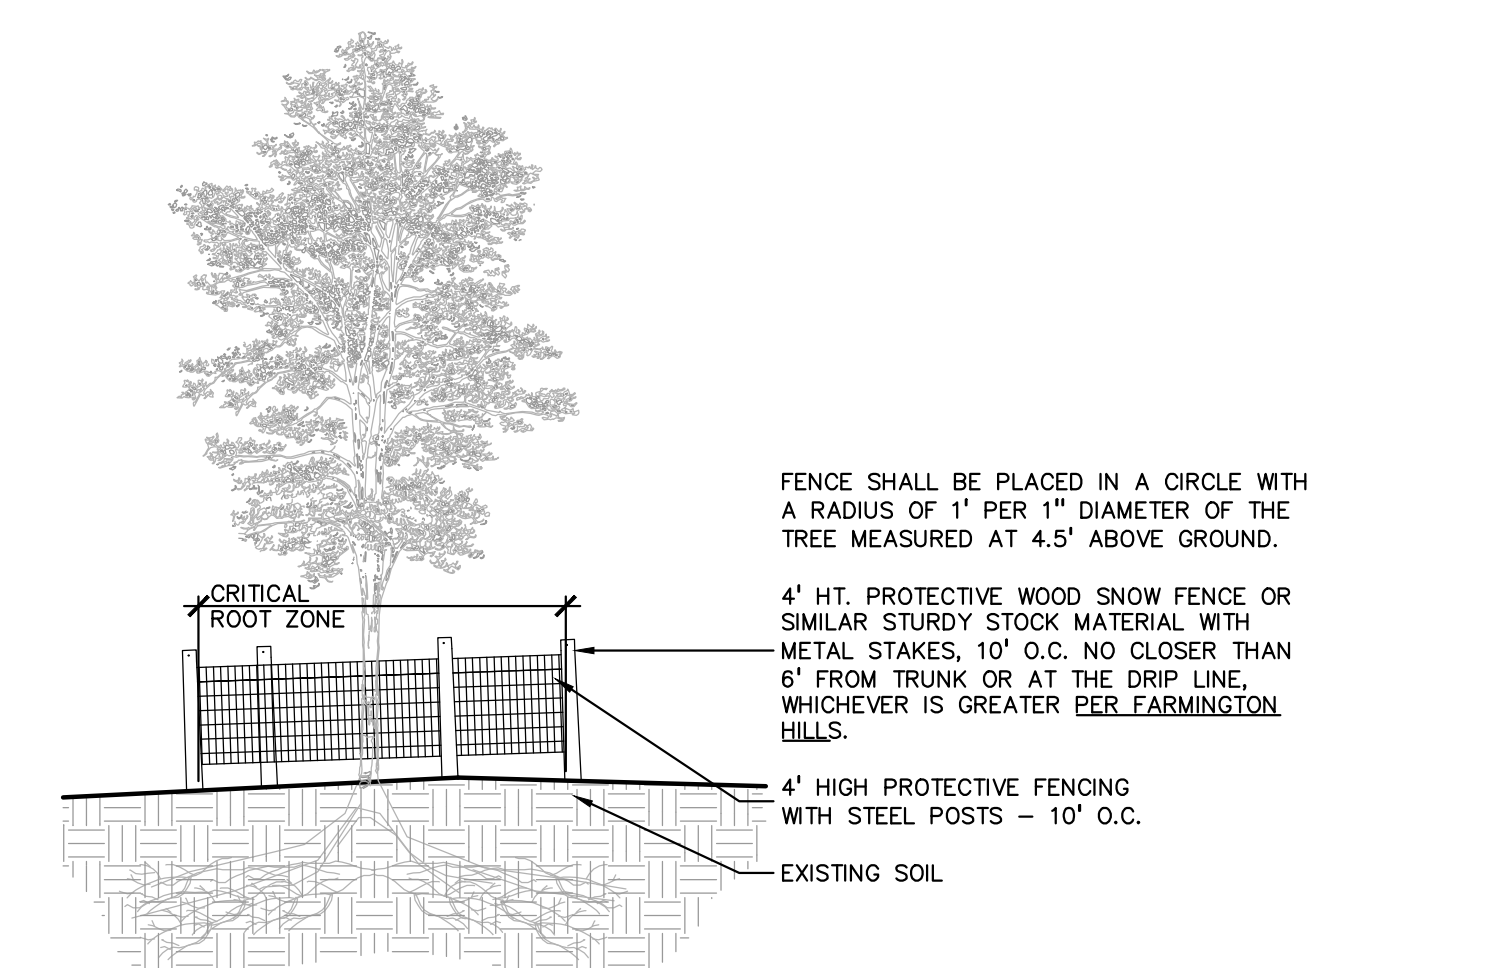 FENCE SHALL BE PLACED IN A CIRCLE WITH
A RADIUS OF 1' PER 1" DIAMETER OF THE
TREE MEASURED AT 4.5' ABOVE GROUND.
CRITICAL
ROOT ZONE
4' HT. PROTECTIVE WOOD SNOW FENCE OR
SIMILAR STURDY STOCK MATERIAL WITH
METAL STAKES, 10' O.C. NO CLOSER THAN
6' FROM TRUNK OR AT THE DRIP LINE,
WHICHEVER IS GREATER PER FARMINGTON
HILLS.
4' HIGH PROTECTIVE FENCING
WITH STEEL POSTS – 10' O.C.
EXISTING SOIL